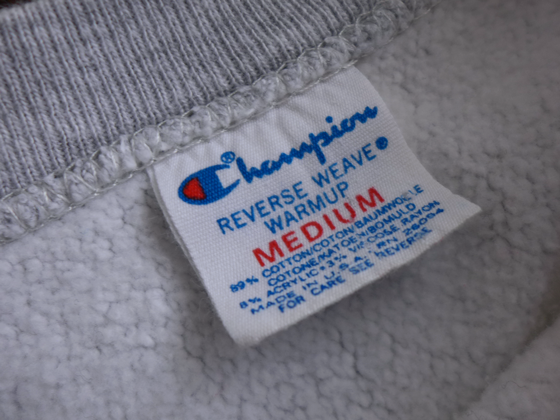 Champion®
REVERSE WEAVE®
WARMUP
MEDIUM
89% COTTON/COTON/BAUMWOLLE
COTONE/KATOEN/BOMULD
8% ACRYLIC•3% VISCOSE RAYON
MADE IN U.S.A. RN 26094
FOR CARE SEE REVERSE